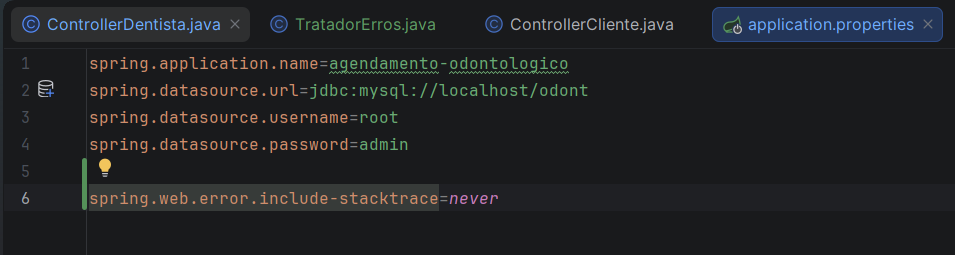 ControllerDentista.java TratadorErros.java ControllerCliente.java application.properties
1 spring.application.name=agendamento-odontologico
2 spring.datasource.url=jdbc:mysql://localhost/odont
3 spring.datasource.username=root
4 spring.datasource.password=admin
5
6 spring.web.error.include-stacktrace=never